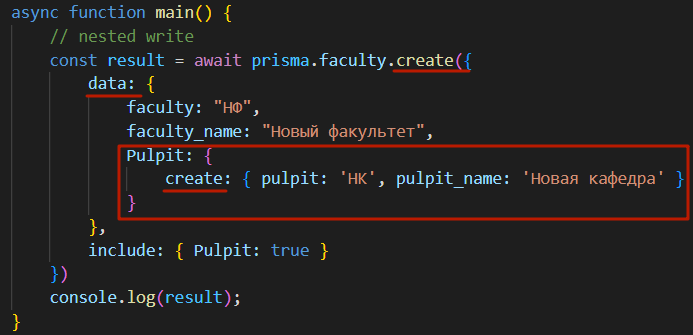 async function main() {
// nested write
const result = await prisma.faculty.create({
data: {
faculty: "НФ",
faculty_name: "Новый факультет",
Pulpit: {
create: { pulpit: 'НК', pulpit_name: 'Новая кафедра' }
}
},
include: { Pulpit: true }
})
console.log(result);
}